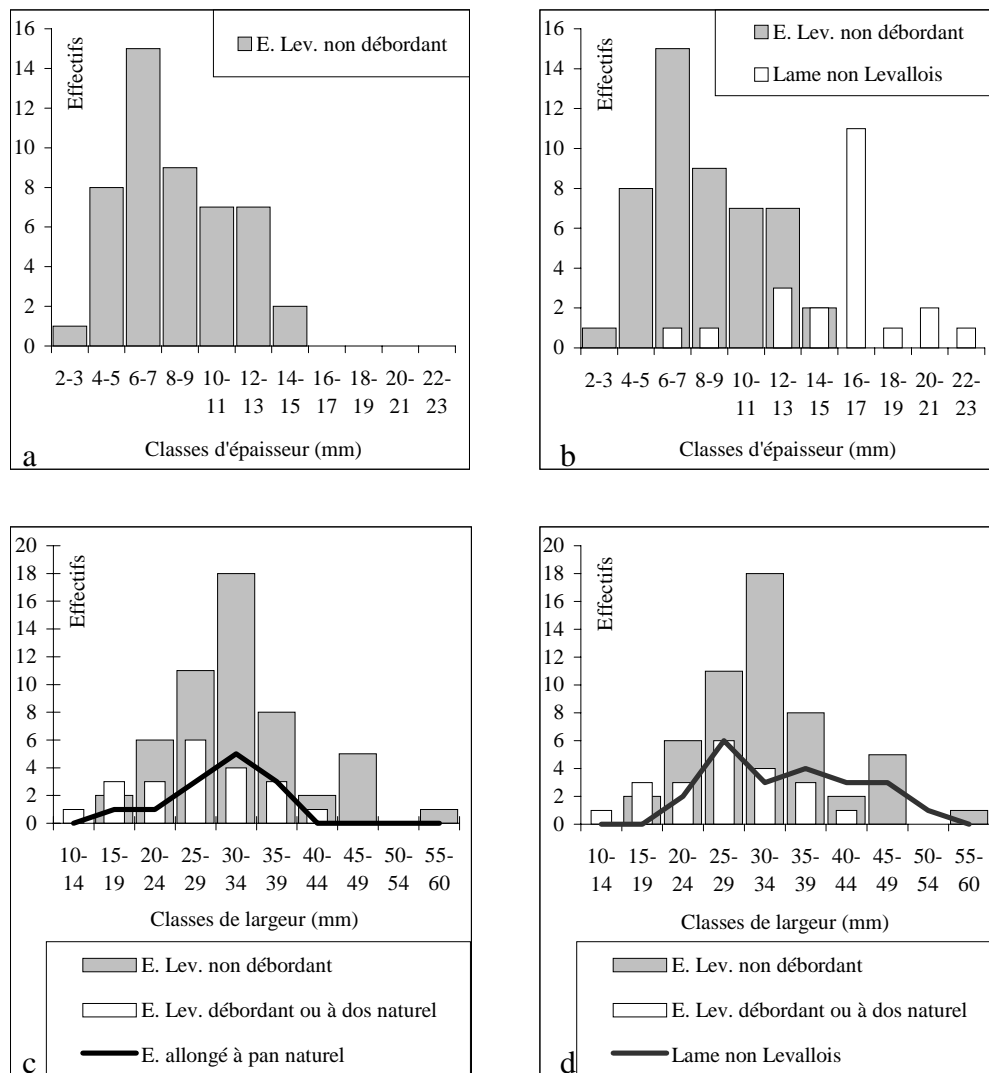 E. Lev. non débordant
Effectifs
16
14
12
10
8
6
4
2
0
2-3 4-5 6-7 8-9 10- 12- 14- 16- 18- 20- 22-
11 13 15 17 19 21 23
Classes d'épaisseur (mm)
a
E. Lev. non débordant
Lame non Levallois
Effectifs
16
14
12
10
8
6
4
2
0
2-3 4-5 6-7 8-9 10- 12- 14- 16- 18- 20- 22-
11 13 15 17 19 21 23
Classes d'épaisseur (mm)
b
Effectifs
20
18
16
14
12
10
8
6
4
2
0
10- 15- 20- 25- 30- 35- 40- 45- 50- 55-
14 19 24 29 34 39 44 49 54 60
Classes de largeur (mm)
E. Lev. non débordant
E. Lev. débordant ou à dos naturel
E. allongé à pan naturel
c
Effectifs
20
18
16
14
12
10
8
6
4
2
0
10- 15- 20- 25- 30- 35- 40- 45- 50- 55-
14 19 24 29 34 39 44 49 54 60
Classes de largeur (mm)
E. Lev. non débordant
E. Lev. débordant ou à dos naturel
Lame non Levallois
d